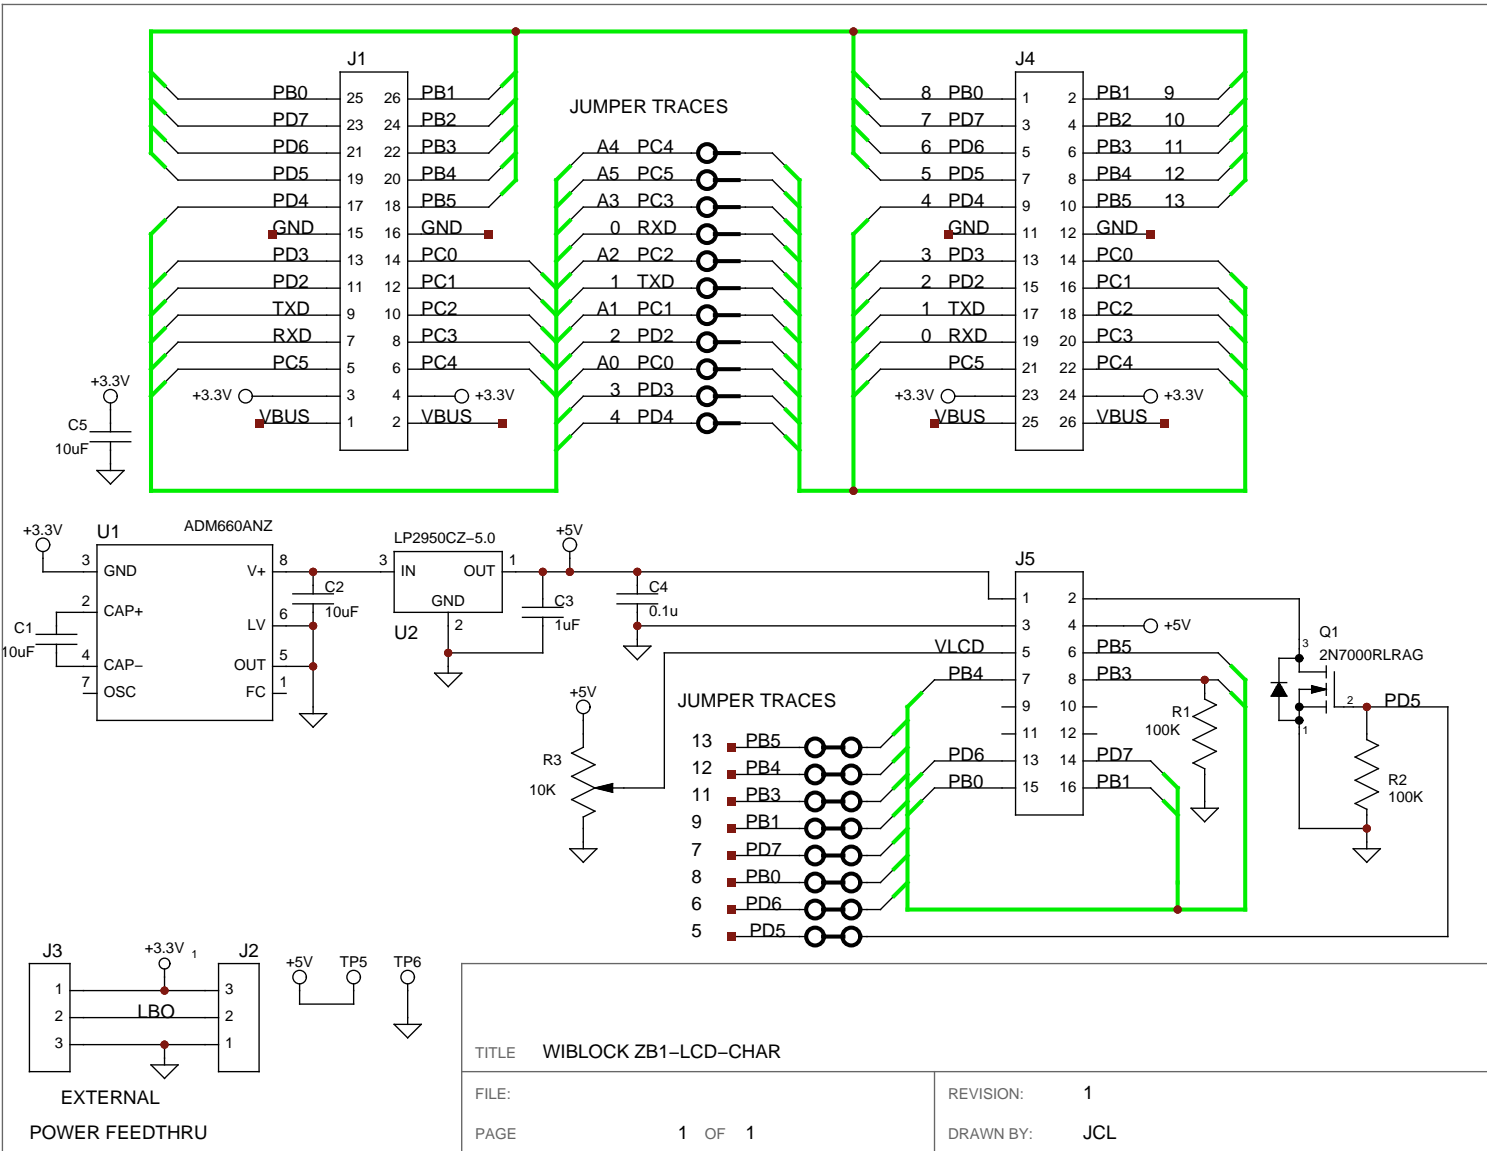 J1
PB0 25 26 PB1
PD7 23 24 PB2
PD6 21 22 PB3
PD5 19 20 PB4
PD4 17 18 PB5
GND 15 16 GND
PD3 13 14 PC0
PD2 11 12 PC1
TXD 9 10 PC2
RXD 7 8 PC3
PC5 5 6 PC4
+3.3V 3 4 +3.3V
VBUS 1 2 VBUS
JUMPER TRACES
A4 PC4
A5 PC5
A3 PC3
0 RXD
A2 PC2
1 TXD
A1 PC1
2 PD2
A0 PC0
3 PD3
4 PD4
J4
8 PB0 1 2 PB1 9
7 PD7 3 4 PB2 10
6 PD6 5 6 PB3 11
5 PD5 7 8 PB4 12
4 PD4 9 10 PB5 13
GND 11 12 GND
3 PD3 13 14 PC0
2 PD2 15 16 PC1
1 TXD 17 18 PC2
0 RXD 19 20 PC3
PC5 21 22 PC4
+3.3V 23 24 +3.3V
VBUS 25 26 VBUS
+3.3V
C5
10uF
+3.3V
U1 ADM660ANZ
3 GND V+ 8
2 CAP+
LV 6
4 CAP− OUT 5
7 OSC FC 1
C1
10uF
C2
10uF
LP2950CZ−5.0
3 IN OUT 1
GND
2
U2
+5V
C3
1uF
C4
0.1u
J5
1 2
3 4 +5V
VLCD 5 6 PB5
PB4 7 8 PB3
9 10
11 12
PD6 13 14 PD7
PB0 15 16 PB1
+5V
R3
10K
R1
100K
Q1
2N7000RLRAG
3
2
1
PD5
R2
100K
JUMPER TRACES
13 PB5
12 PB4
11 PB3
9 PB1
7 PD7
8 PB0
6 PD6
5 PD5
J3 +3.3V 1 J2
1 3
2 LBO 2
3 1
EXTERNAL
POWER FEEDTHRU
+5V TP5 TP6
TITLE WIBLOCK ZB1−LCD−CHAR
FILE: REVISION: 1
PAGE 1 OF 1 DRAWN BY: JCL